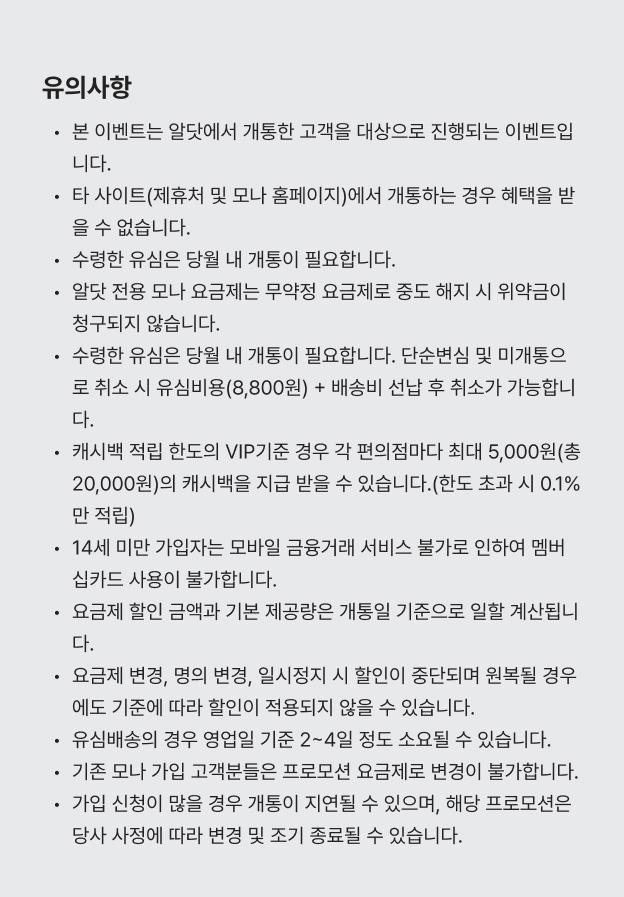 유의사항
• 본 이벤트는 알닷에서 개통한 고객을 대상으로 진행되는 이벤트입
니다.
• 타 사이트(제휴처 및 모나 홈페이지)에서 개통하는 경우 혜택을 받
을 수 없습니다.
• 수령한 유심은 당월 내 개통이 필요합니다.
• 알닷 전용 모나 요금제는 무약정 요금제로 중도 해지 시 위약금이
청구되지 않습니다.
• 수령한 유심은 당월 내 개통이 필요합니다. 단순변심 및 미개통으
로 취소 시 유심비용(8,800원) + 배송비 선납 후 취소가 가능합니
다.
• 캐시백 적립 한도의 VIP기준 경우 각 편의점마다 최대 5,000원(총
20,000원)의 캐시백을 지급 받을 수 있습니다.(한도 초과 시 0.1%
만 적립)
• 14세 미만 가입자는 모바일 금융거래 서비스 불가로 인하여 멤버
십카드 사용이 불가합니다.
• 요금제 할인 금액과 기본 제공량은 개통일 기준으로 일할 계산됩니
다.
• 요금제 변경, 명의 변경, 일시정지 시 할인이 중단되며 원복될 경우
에도 기준에 따라 할인이 적용되지 않을 수 있습니다.
• 유심배송의 경우 영업일 기준 2~4일 정도 소요될 수 있습니다.
• 기존 모나 가입 고객분들은 프로모션 요금제로 변경이 불가합니다.
• 가입 신청이 많을 경우 개통이 지연될 수 있으며, 해당 프로모션은
당사 사정에 따라 변경 및 조기 종료될 수 있습니다.